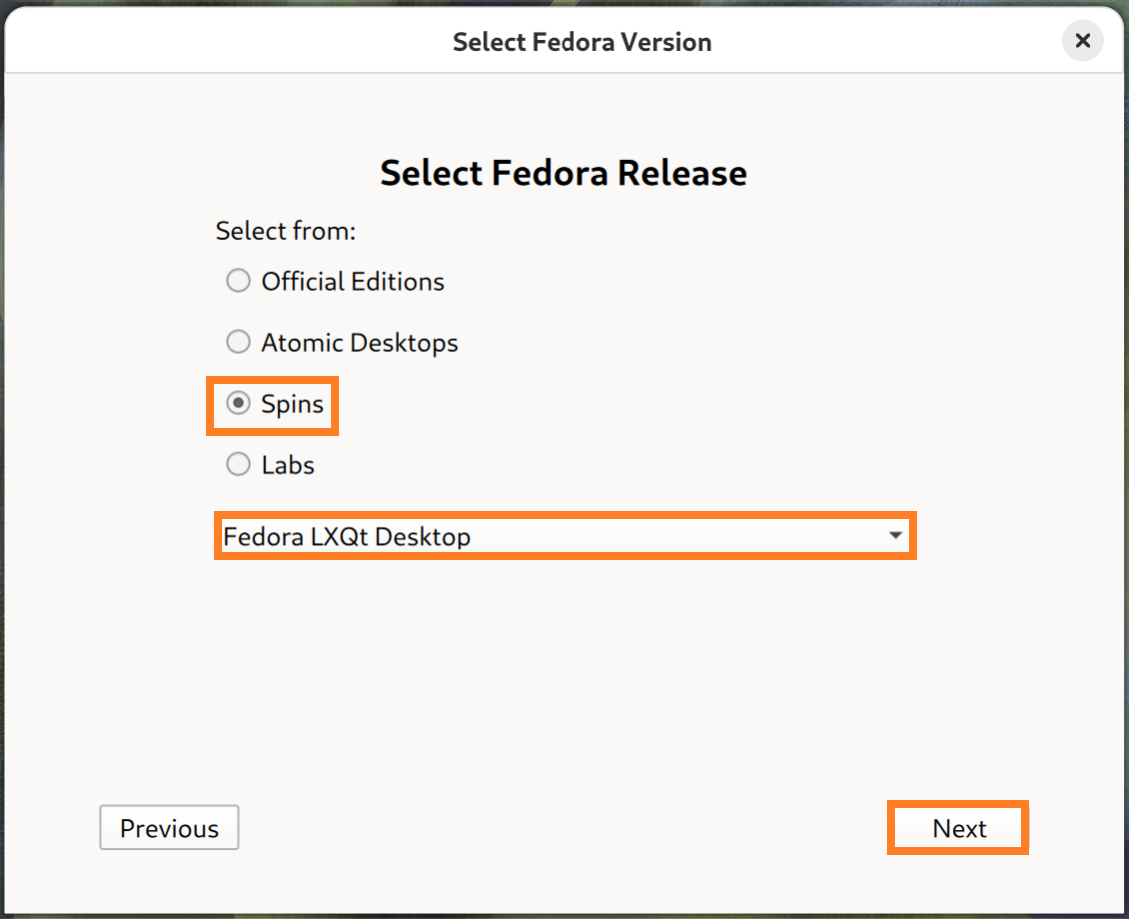 Select Fedora Version
Select Fedora Release
Select from:
Official Editions
Atomic Desktops
Spins
Labs
Fedora LXQt Desktop
Previous
Next